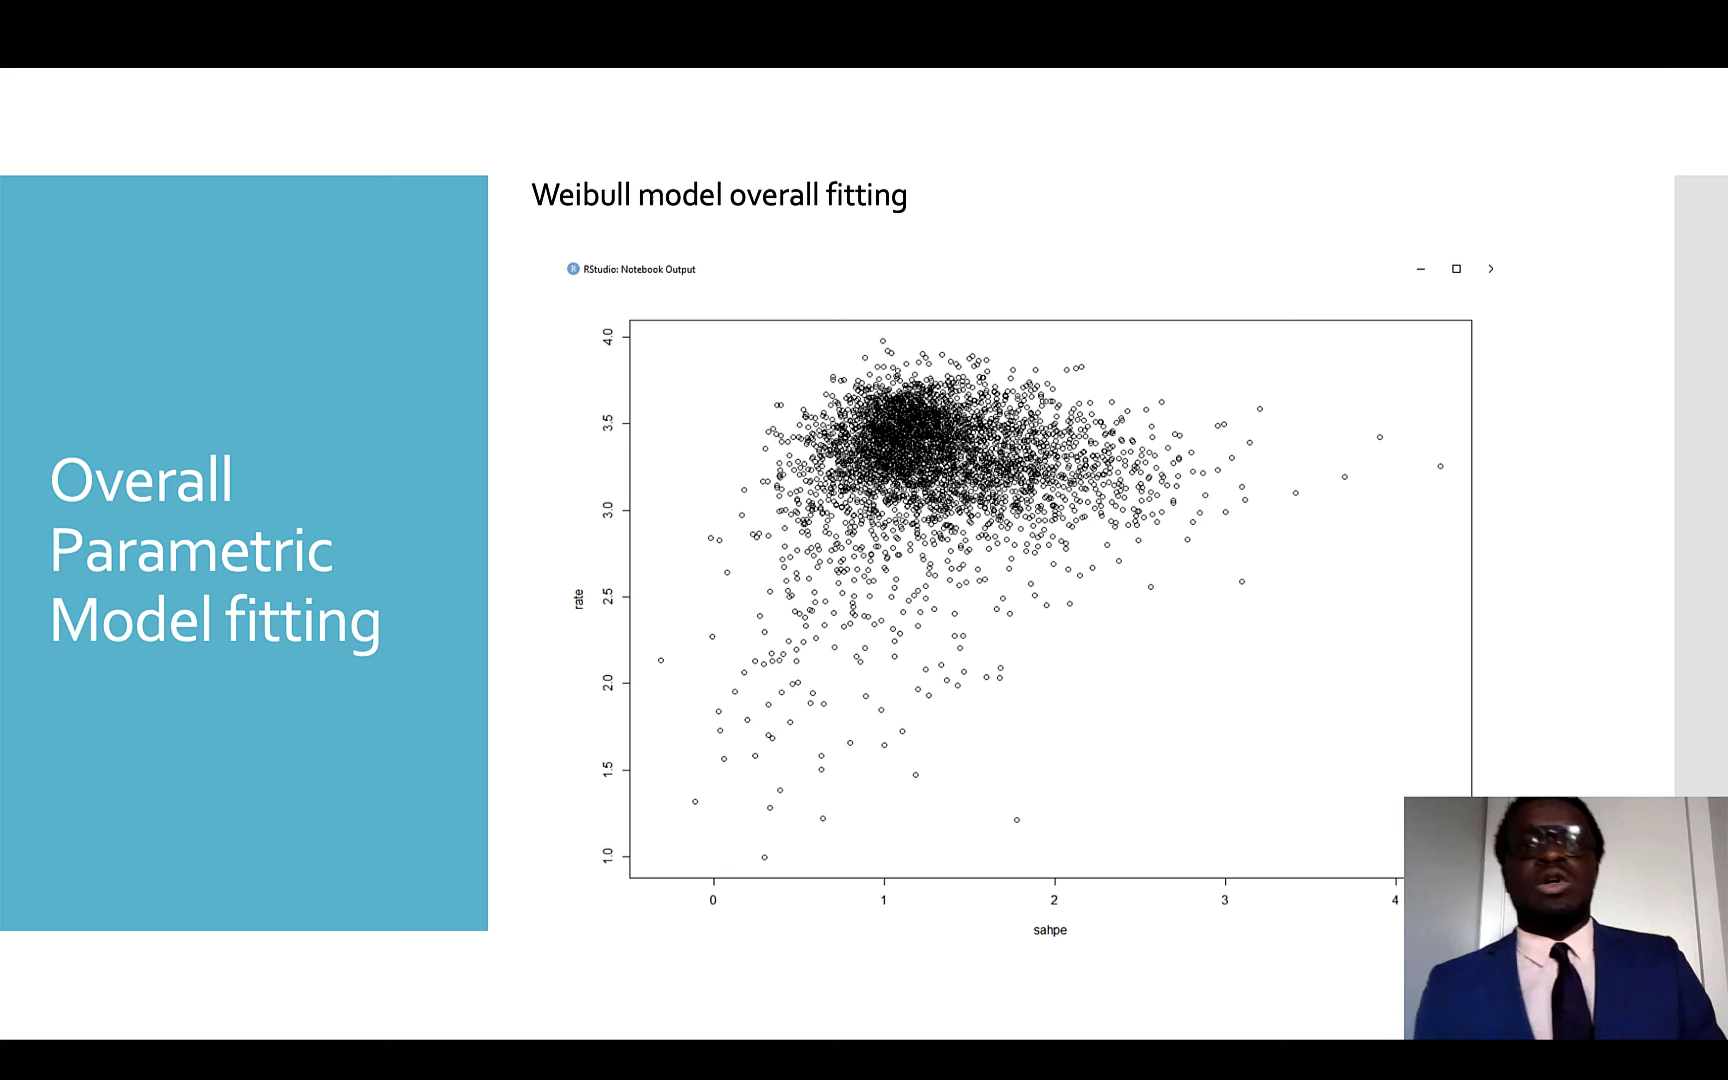 Weibull model overall fitting
RStudio: Notebook Output
Overall
Parametric
Model fitting
4.0
3.5
3.0
2.5
2.0
1.5
1.0
rate
0 1 2 3 4
sahpe